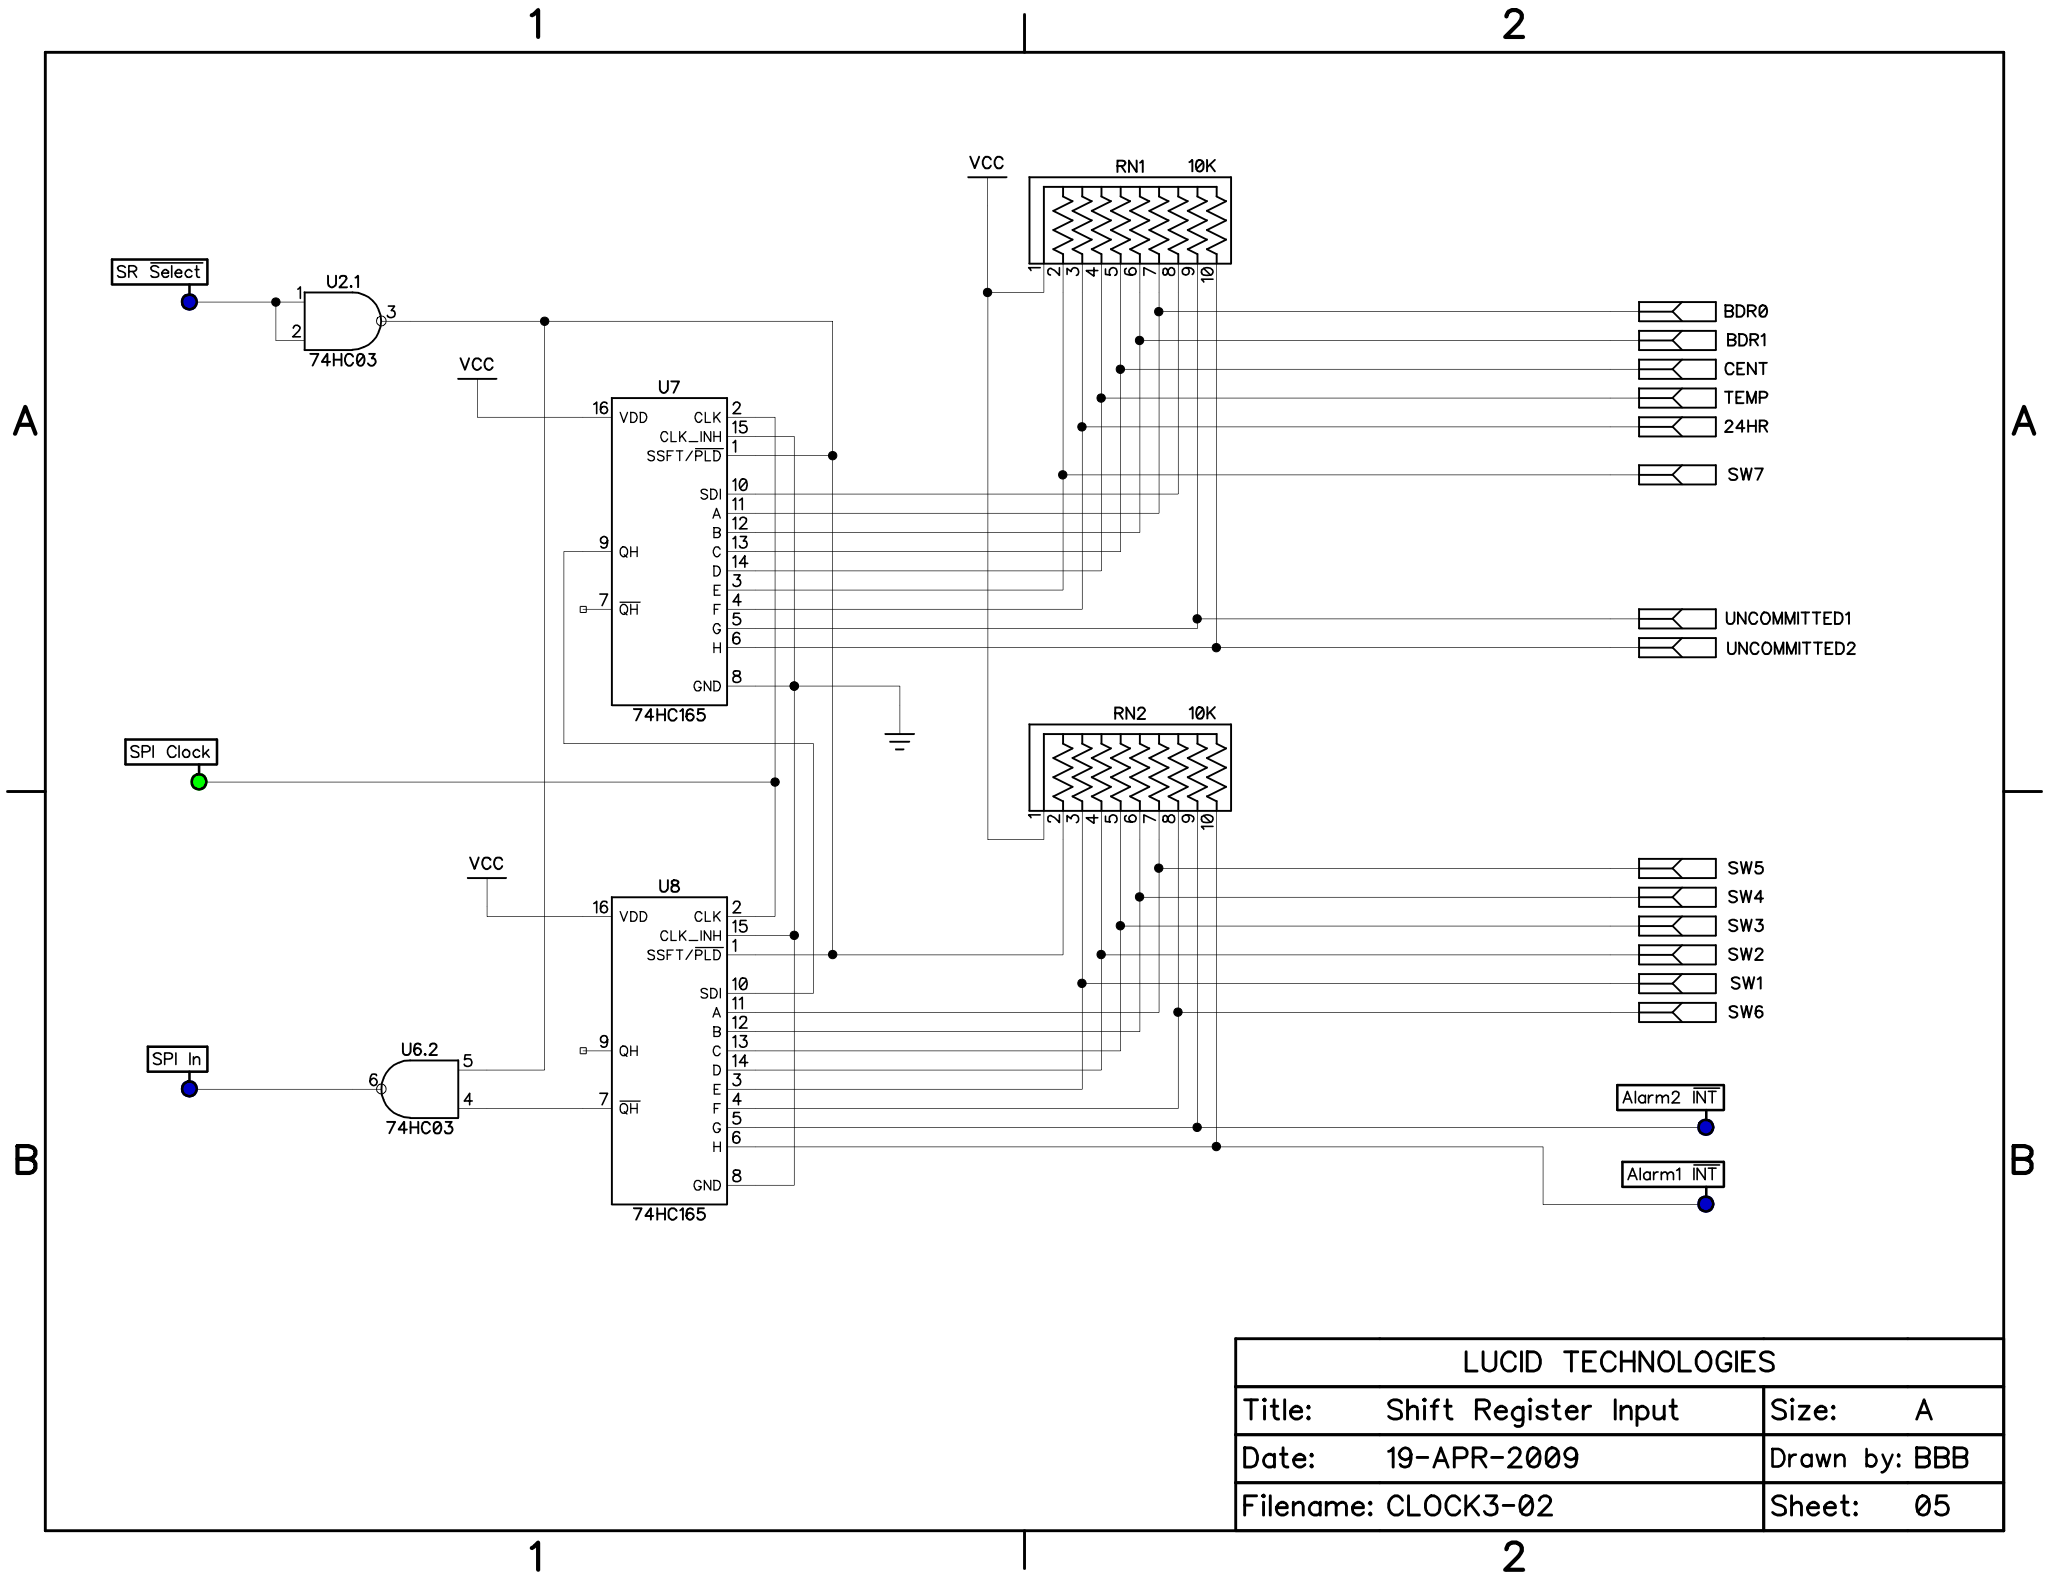 1 2
VCC
RN1 10K
SR Select
U2.1
1
2
3
74HC03
1 2 3 4 5 6 7 8 9 10
BDR0
BDR1
CENT
TEMP
24HR
SW7
UNCOMMITTED1
UNCOMMITTED2
A A
VCC
U7
16 VDD CLK 2
CLK_INH 15
SSFT/PLD 1
SDI 10
A 11
B 12
9 QH C 13
D 14
E 3
7 QH F 4
G 5
H 6
GND 8
74HC165
SPI Clock
RN2 10K
1 2 3 4 5 6 7 8 9 10
SW5
SW4
SW3
SW2
SW1
SW6
VCC
U8
16 VDD CLK 2
CLK_INH 15
SSFT/PLD 1
SDI 10
A 11
B 12
9 QH C 13
D 14
E 3
7 QH F 4
G 5
H 6
GND 8
74HC165
SPI In
U6.2
6
5
4
74HC03
Alarm2 INT
Alarm1 INT
B B
LUCID TECHNOLOGIES
Title: Shift Register Input Size: A
Date: 19-APR-2009 Drawn by: BBB
Filename: CLOCK3-02 Sheet: 05
1 2